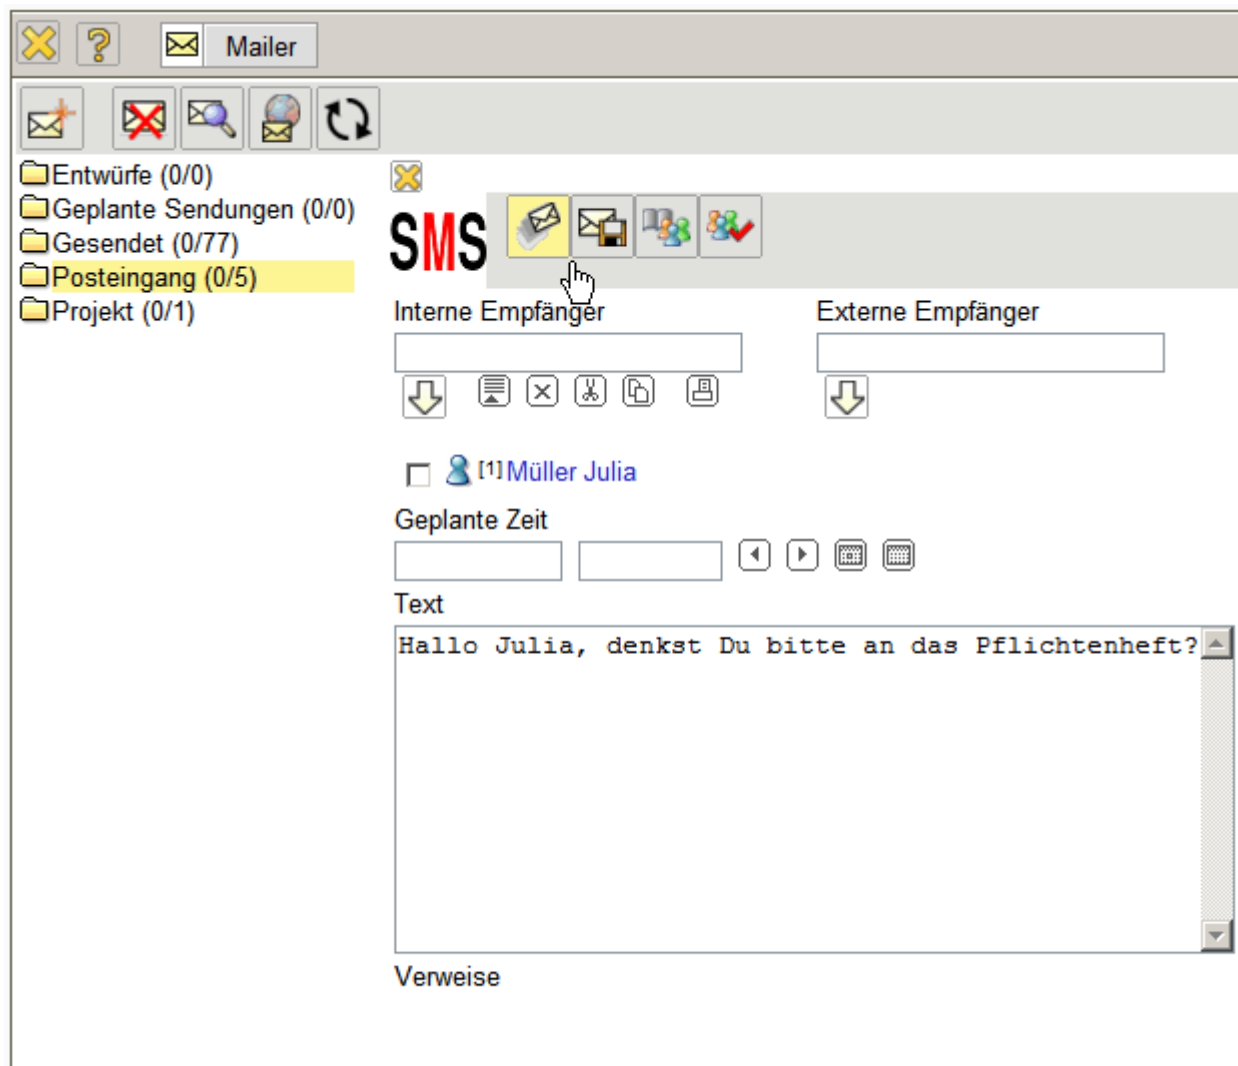 Mailer
Entwürfe (0/0)
Geplante Sendungen (0/0)
Gesendet (0/77)
Posteingang (0/5)
Projekt (0/1)
SMS
Interne Empfänger
Externe Empfänger
[1] Müller Julia
Geplante Zeit
Text
Hallo Julia, denkst Du bitte an das Pflichtenheft?
Verweise